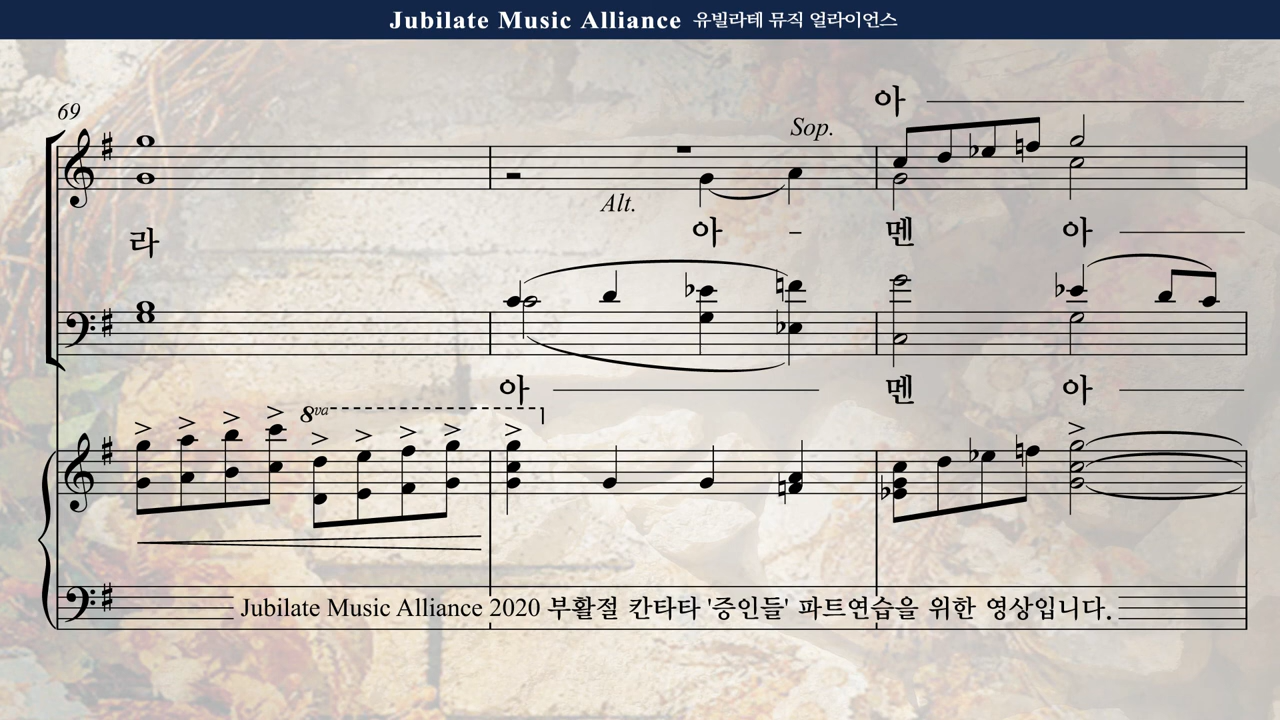 Jubilate Music Alliance 유빌라테 뮤직 얼라이언스
69
아
Sop.
Alt.
라 아 - 멘 아
아 멘 아
8va
Jubilate Music Alliance 2020 부활절 칸타타 '증인들' 파트연습을 위한 영상입니다.